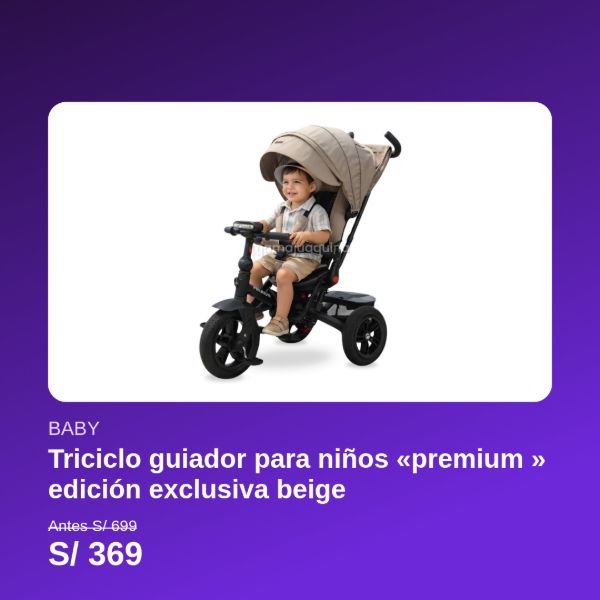 BABY
Triciclo guiador para niños «premium »
edición exclusiva beige
Antes S/ 699
S/ 369